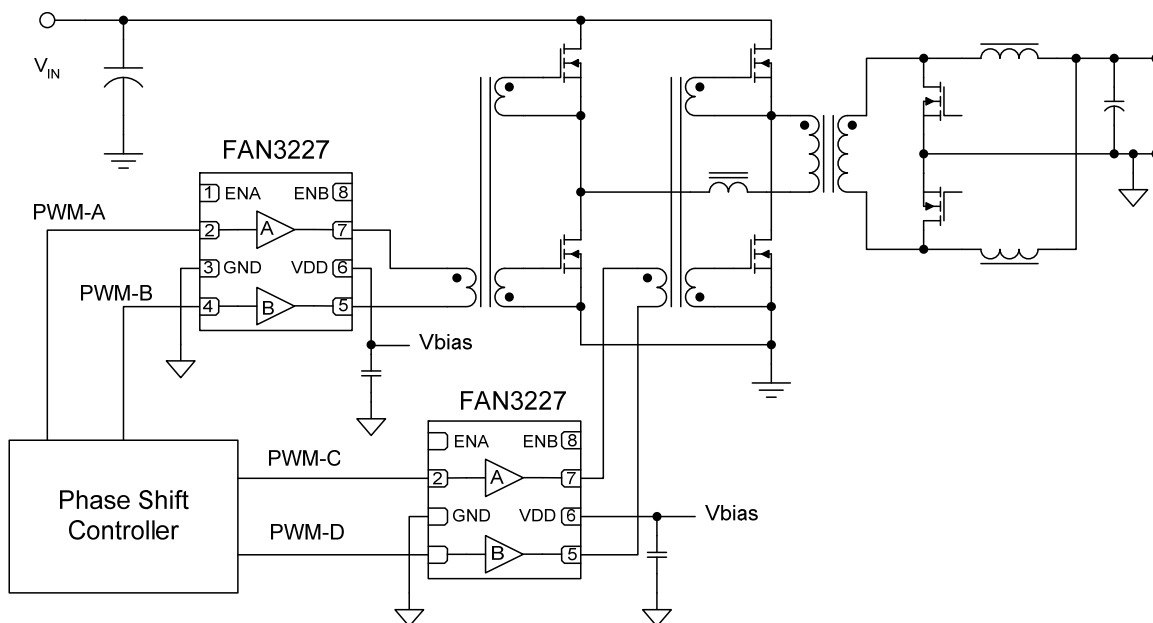 VIN
FAN3227
1 ENA ENB 8
PWM-A
2 A 7
3 GND VDD 6
PWM-B
4 B 5
Vbias
FAN3227
ENA ENB 8
PWM-C
2 A 7
GND VDD 6
Vbias
PWM-D
B 5
Phase Shift
Controller